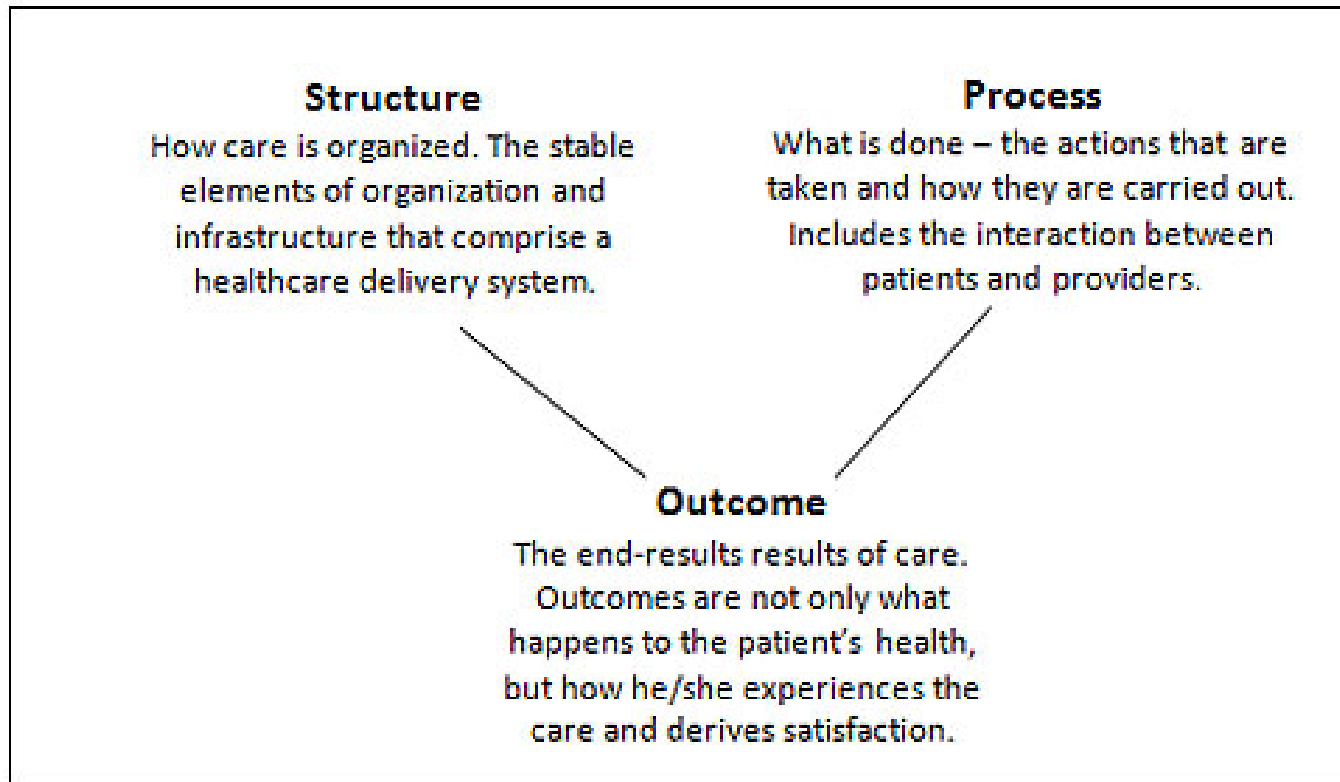 Structure
How care is organized. The stable
elements of organization and
infrastructure that comprise a
healthcare delivery system.
Process
What is done – the actions that are
taken and how they are carried out.
Includes the interaction between
patients and providers.
Outcome
The end-results results of care.
Outcomes are not only what
happens to the patient’s health,
but how he/she experiences the
care and derives satisfaction.